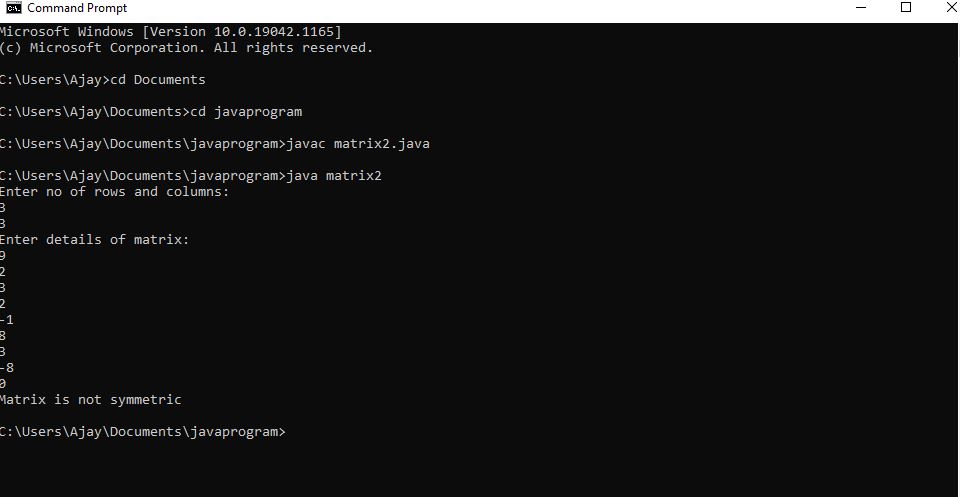 Command Prompt
Microsoft Windows [Version 10.0.19042.1165]
(c) Microsoft Corporation. All rights reserved.
C:\Users\Ajay>cd Documents
C:\Users\Ajay\Documents>cd javaprogram
C:\Users\Ajay\Documents\javaprogram>javac matrix2.java
C:\Users\Ajay\Documents\javaprogram>java matrix2
Enter no of rows and columns:
3
3
Enter details of matrix:
9
2
3
2
-1
8
3
-8
0
Matrix is not symmetric
C:\Users\Ajay\Documents\javaprogram>